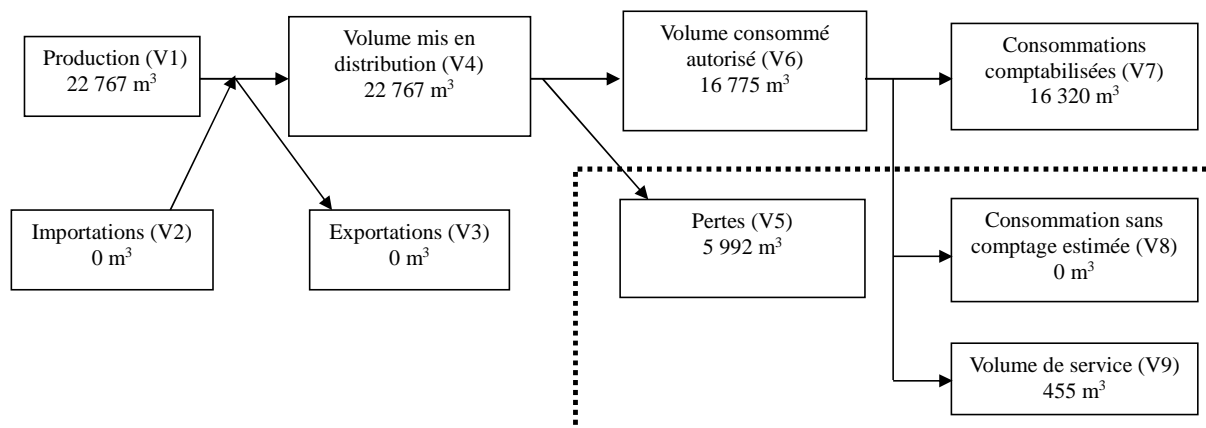 Production (V1)
22 767 m³
Volume mis en
distribution (V4)
22 767 m³
Volume consommé
autorisé (V6)
16 775 m³
Consommations
comptabilisées (V7)
16 320 m³
Importations (V2)
0 m³
Exportations (V3)
0 m³
Pertes (V5)
5 992 m³
Consommation sans
comptage estimée (V8)
0 m³
Volume de service (V9)
455 m³